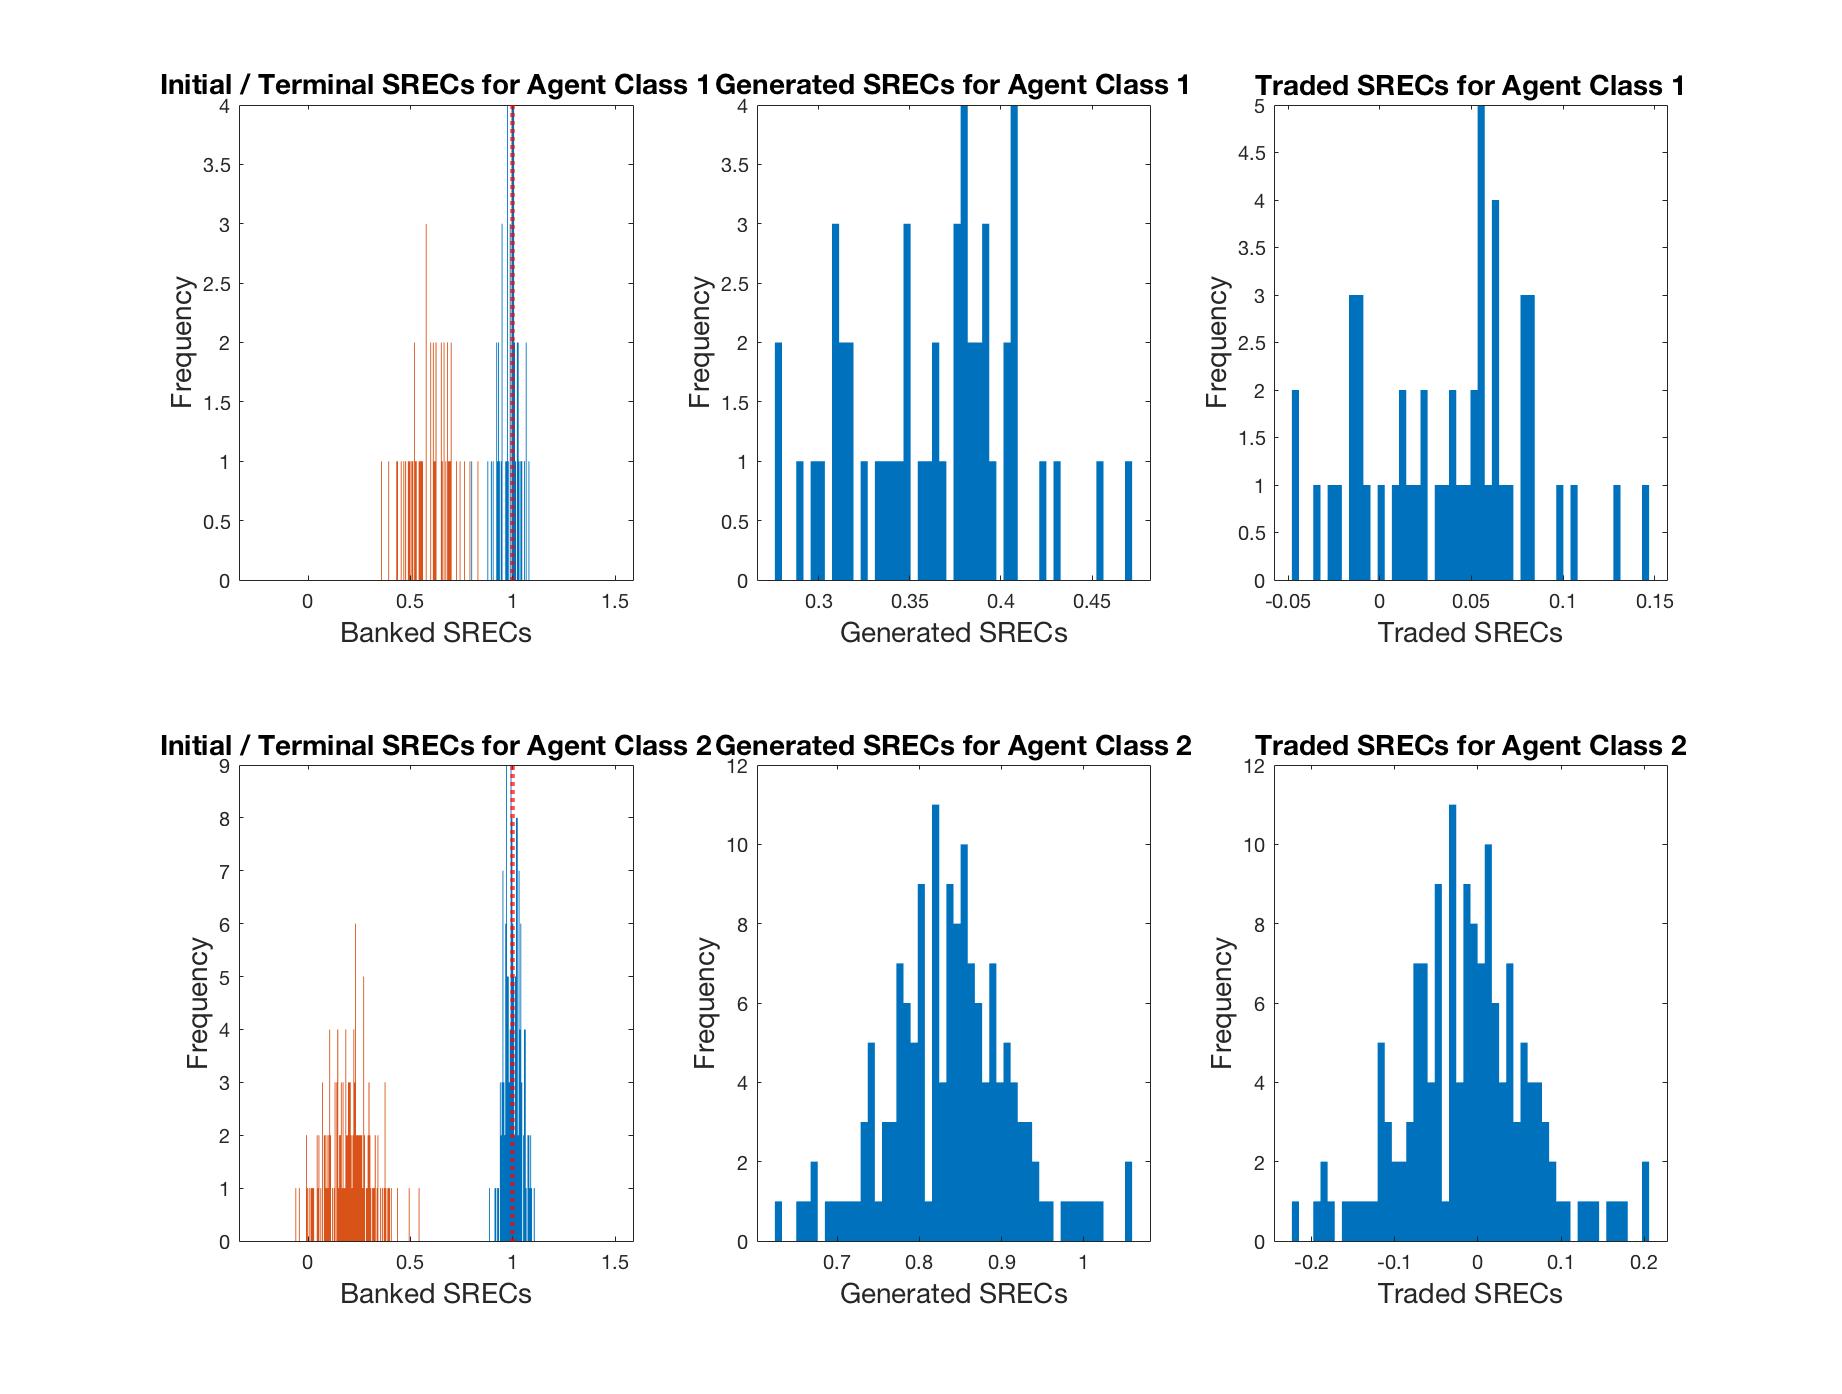 Initial / Terminal SRECs for Agent Class 1
4
3.5
3
2.5
2
1.5
1
0.5
0
Frequency
0 0.5 1 1.5
Banked SRECs
Generated SRECs for Agent Class 1
4
3.5
3
2.5
2
1.5
1
0.5
0
Frequency
0.3 0.35 0.4 0.45
Generated SRECs
Traded SRECs for Agent Class 1
5
4.5
4
3.5
3
2.5
2
1.5
1
0.5
0
Frequency
-0.05 0 0.05 0.1 0.15
Traded SRECs
Initial / Terminal SRECs for Agent Class 2
9
8
7
6
5
4
3
2
1
0
Frequency
0 0.5 1 1.5
Banked SRECs
Generated SRECs for Agent Class 2
12
10
8
6
4
2
0
Frequency
0.7 0.8 0.9 1
Generated SRECs
Traded SRECs for Agent Class 2
12
10
8
6
4
2
0
Frequency
-0.2 -0.1 0 0.1 0.2
Traded SRECs